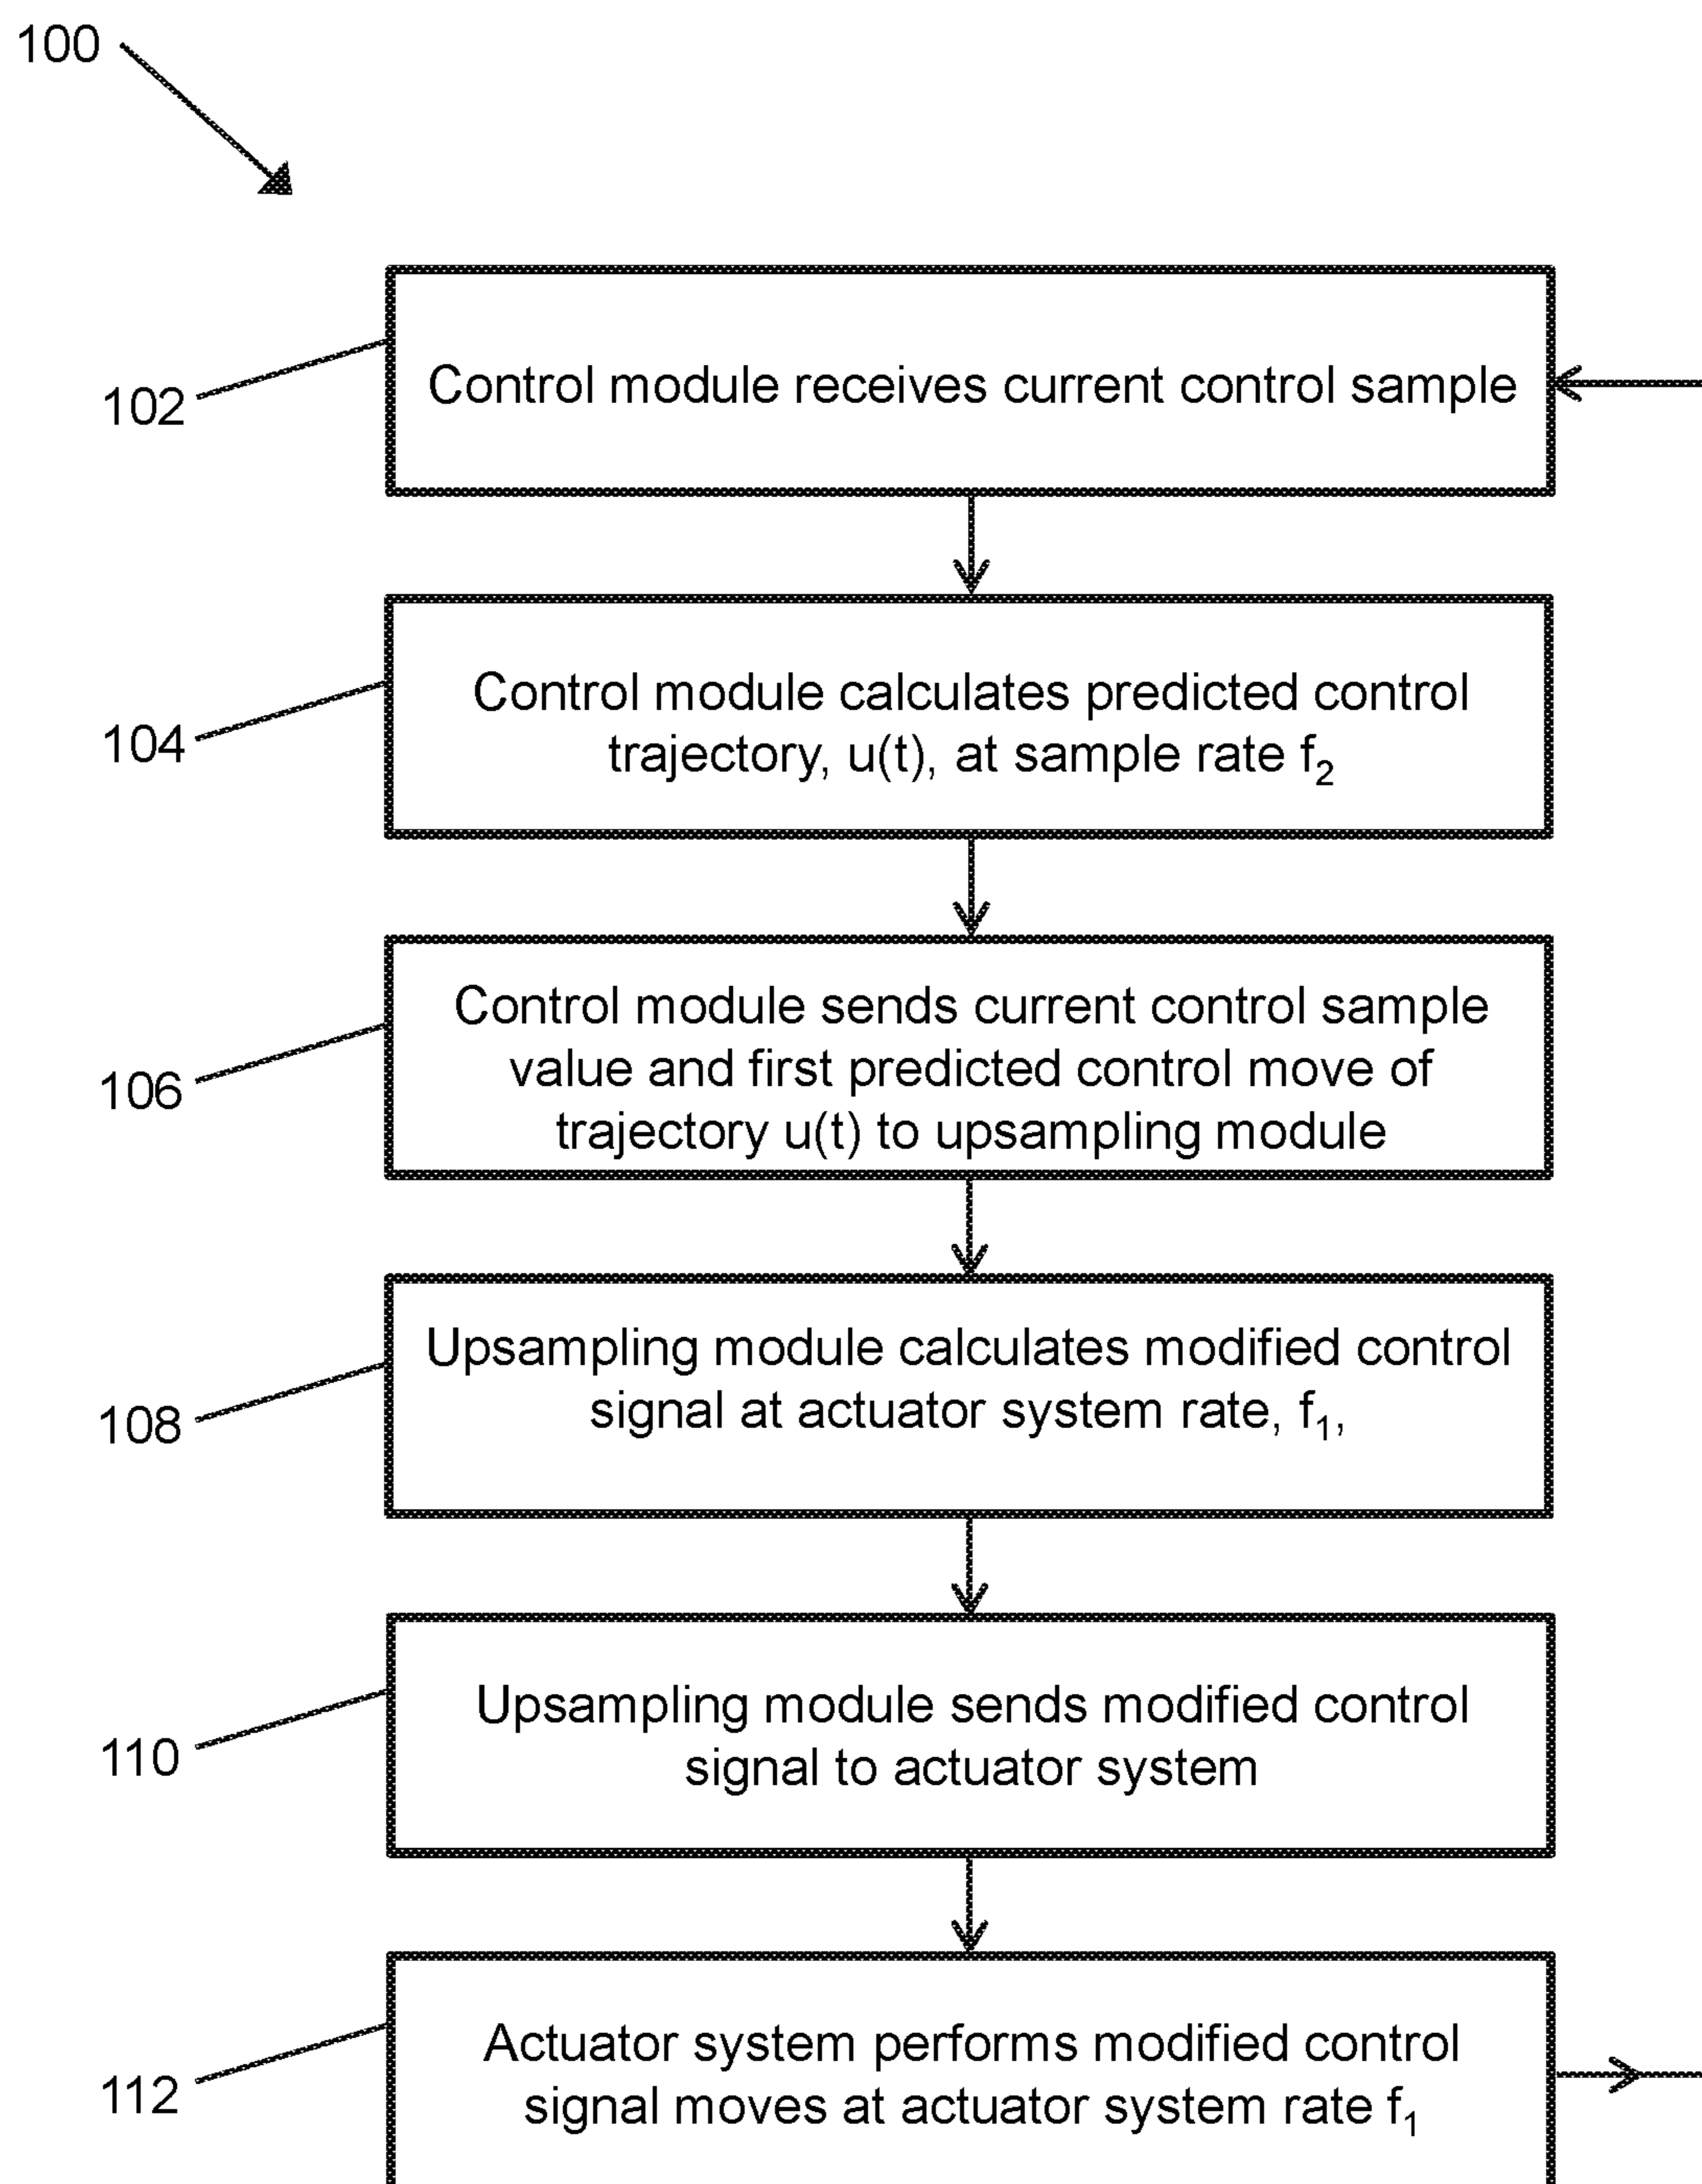 100
102
Control module receives current control sample
104
Control module calculates predicted control
trajectory, u(t), at sample rate f₂
106
Control module sends current control sample
value and first predicted control move of
trajectory u(t) to upsampling module
108
Upsampling module calculates modified control
signal at actuator system rate, f₁,
110
Upsampling module sends modified control
signal to actuator system
112
Actuator system performs modified control
signal moves at actuator system rate f₁